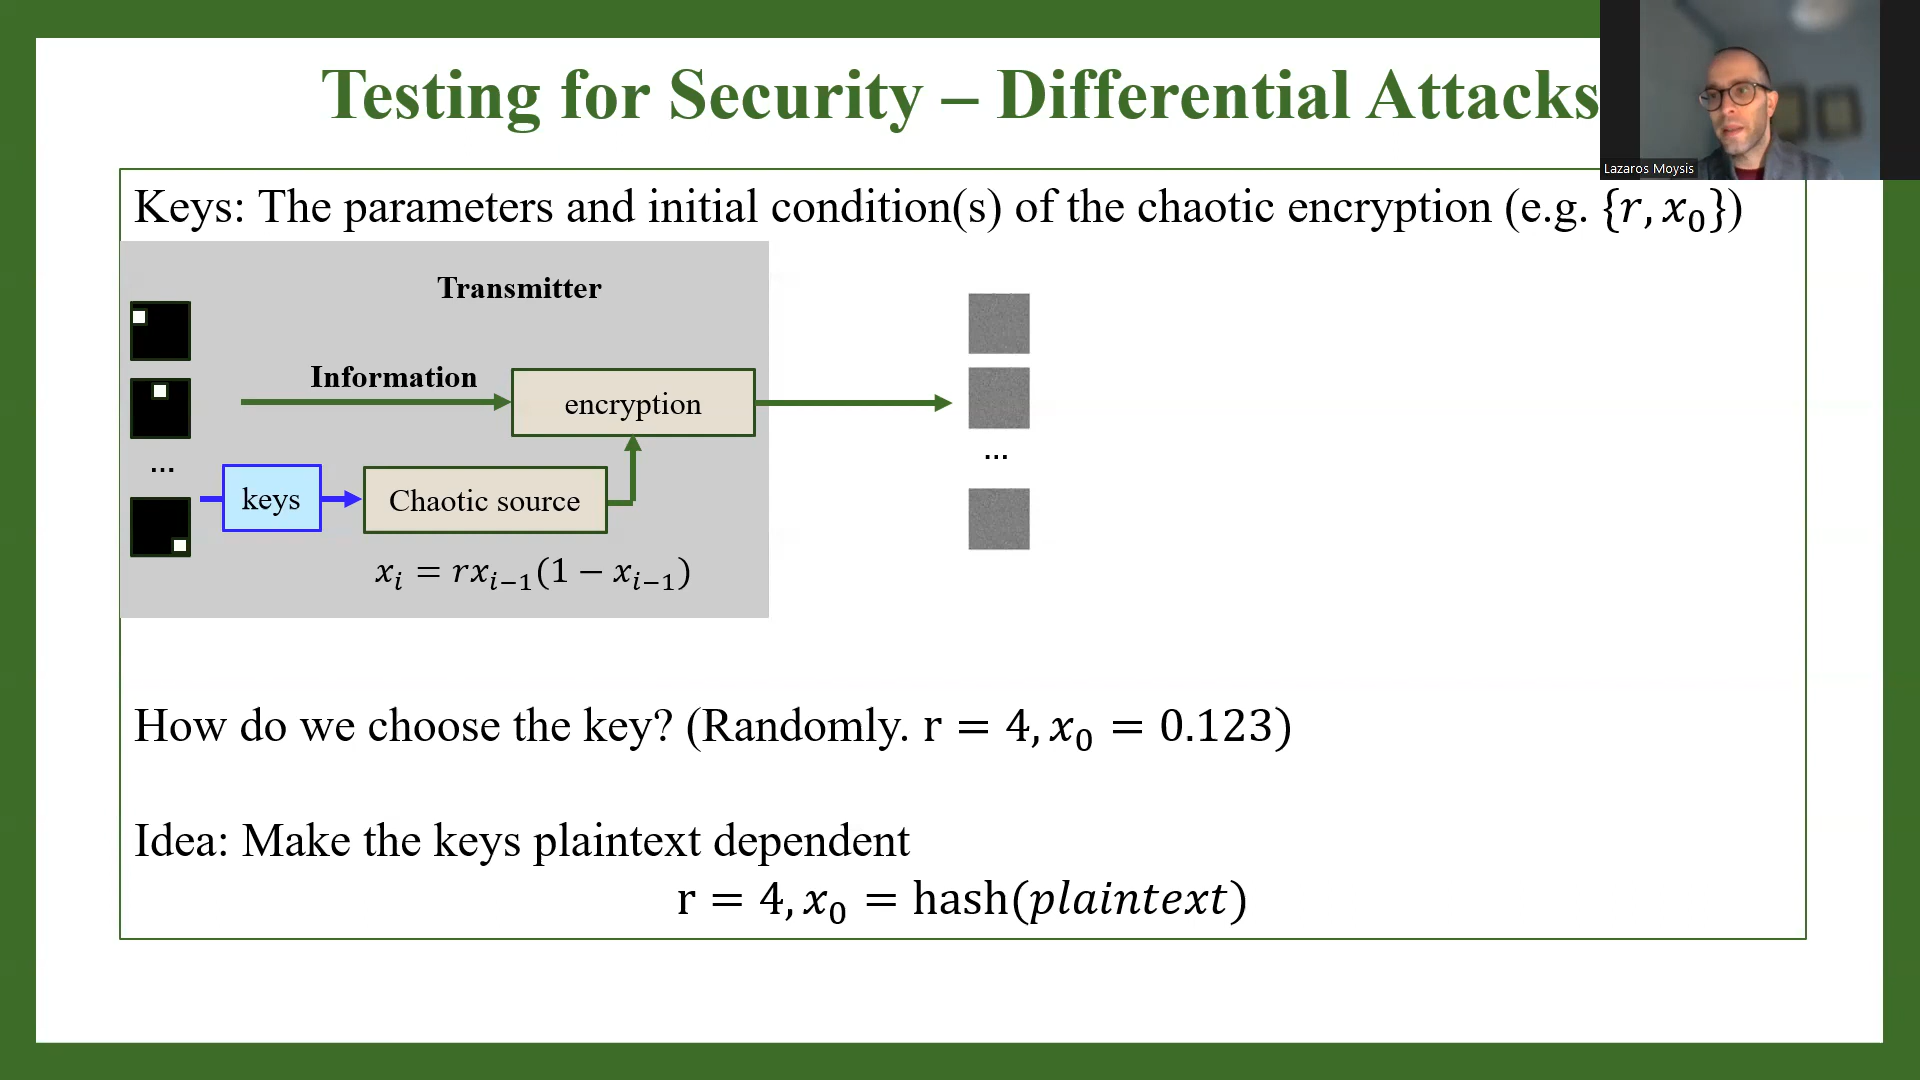 Testing for Security – Differential Attacks
Lazaros Moysis
Keys: The parameters and initial condition(s) of the chaotic encryption (e.g. {r, x₀})
Transmitter
Information
encryption
...
...
keys
Chaotic source
xᵢ = rxᵢ₋₁(1 − xᵢ₋₁)
How do we choose the key? (Randomly. r = 4, x₀ = 0.123)
Idea: Make the keys plaintext dependent
r = 4, x₀ = hash(plaintext)